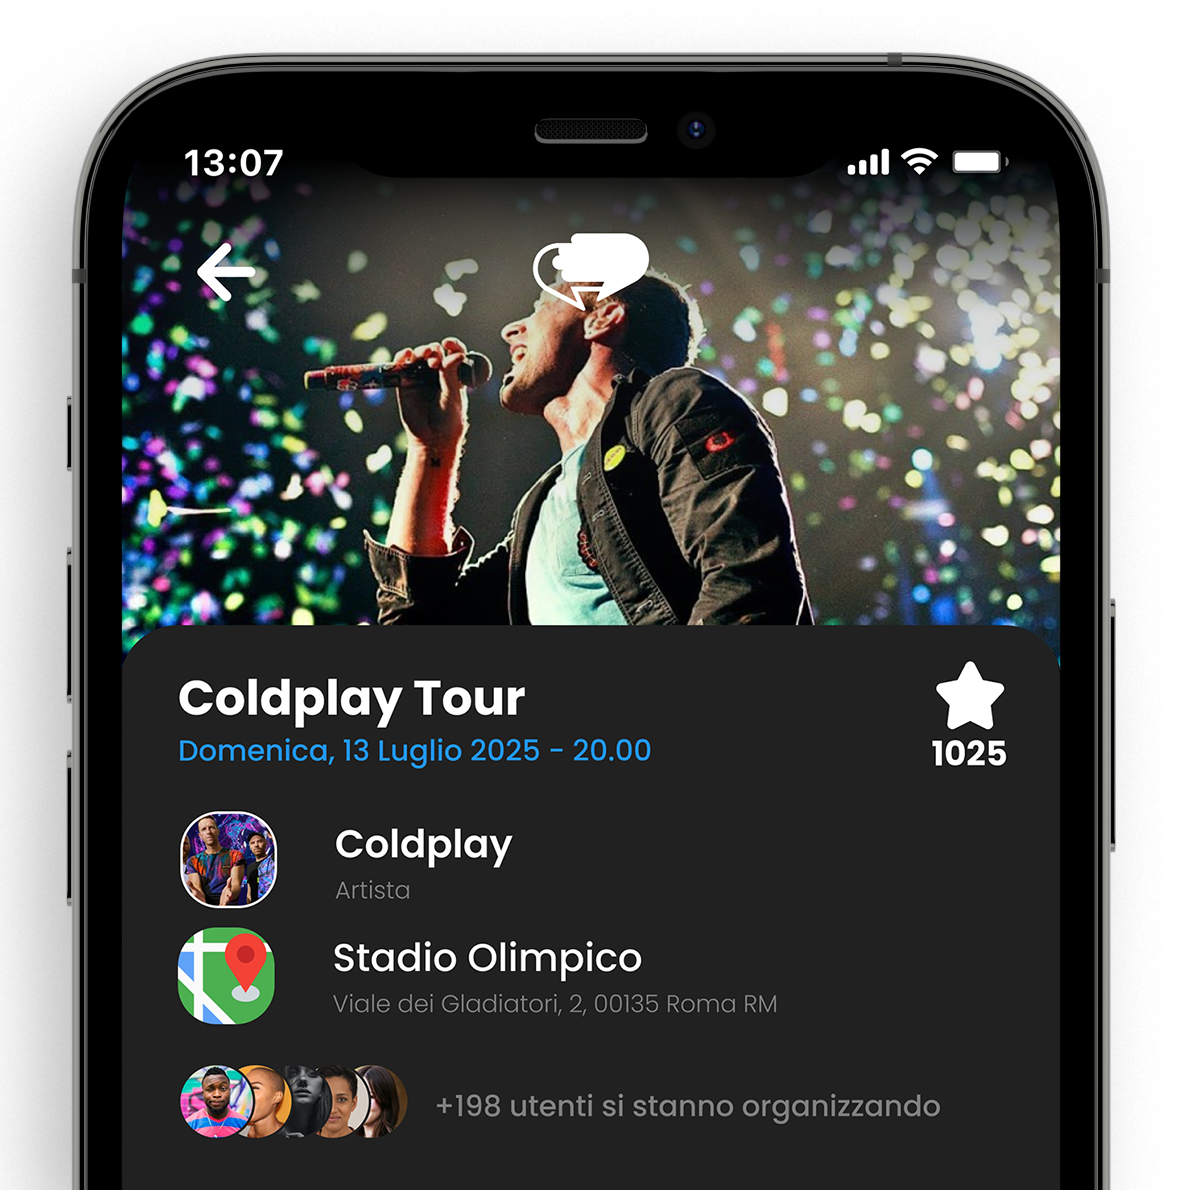 13:07
Coldplay Tour
Domenica, 13 Luglio 2025 - 20.00
1025
Coldplay
Artista
Stadio Olimpico
Viale dei Gladiatori, 2, 00135 Roma RM
+198 utenti si stanno organizzando